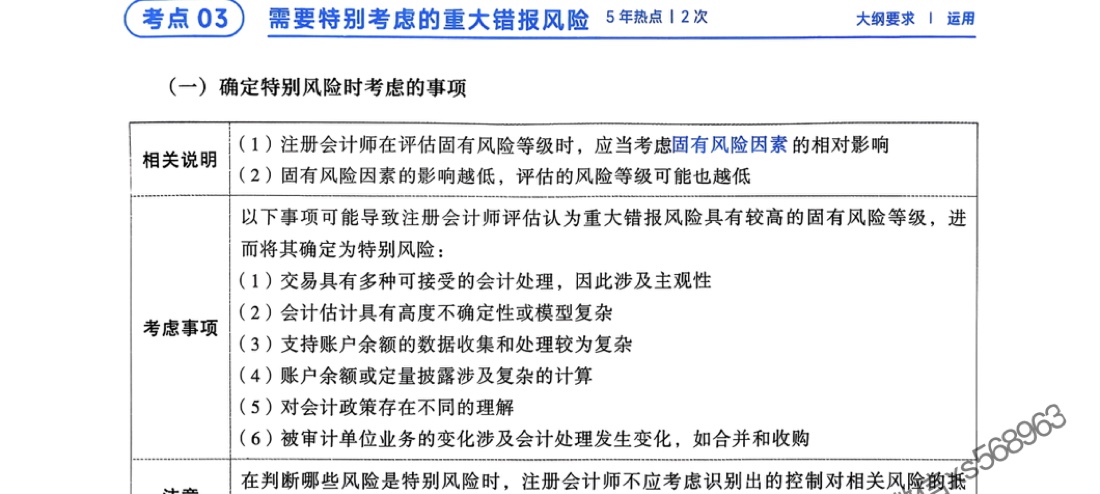 考点 03 需要特别考虑的重大错报风险 5年热点 | 2次 大纲要求 | 运用
（一）确定特别风险时考虑的事项
相关说明
（1）注册会计师在评估固有风险等级时，应当考虑固有风险因素的相对影响
（2）固有风险因素的影响越低，评估的风险等级可能也越低
考虑事项
以下事项可能导致注册会计师评估认为重大错报风险具有较高的固有风险等级，进
而将其确定为特别风险：
（1）交易具有多种可接受的会计处理，因此涉及主观性
（2）会计估计具有高度不确定性或模型复杂
（3）支持账户余额的数据收集和处理较为复杂
（4）账户余额或定量披露涉及复杂的计算
（5）对会计政策存在不同的理解
（6）被审计单位业务的变化涉及会计处理发生变化，如合并和收购
注意
在判断哪些风险是特别风险时，注册会计师不应考虑识别出的控制对相关风险的抵